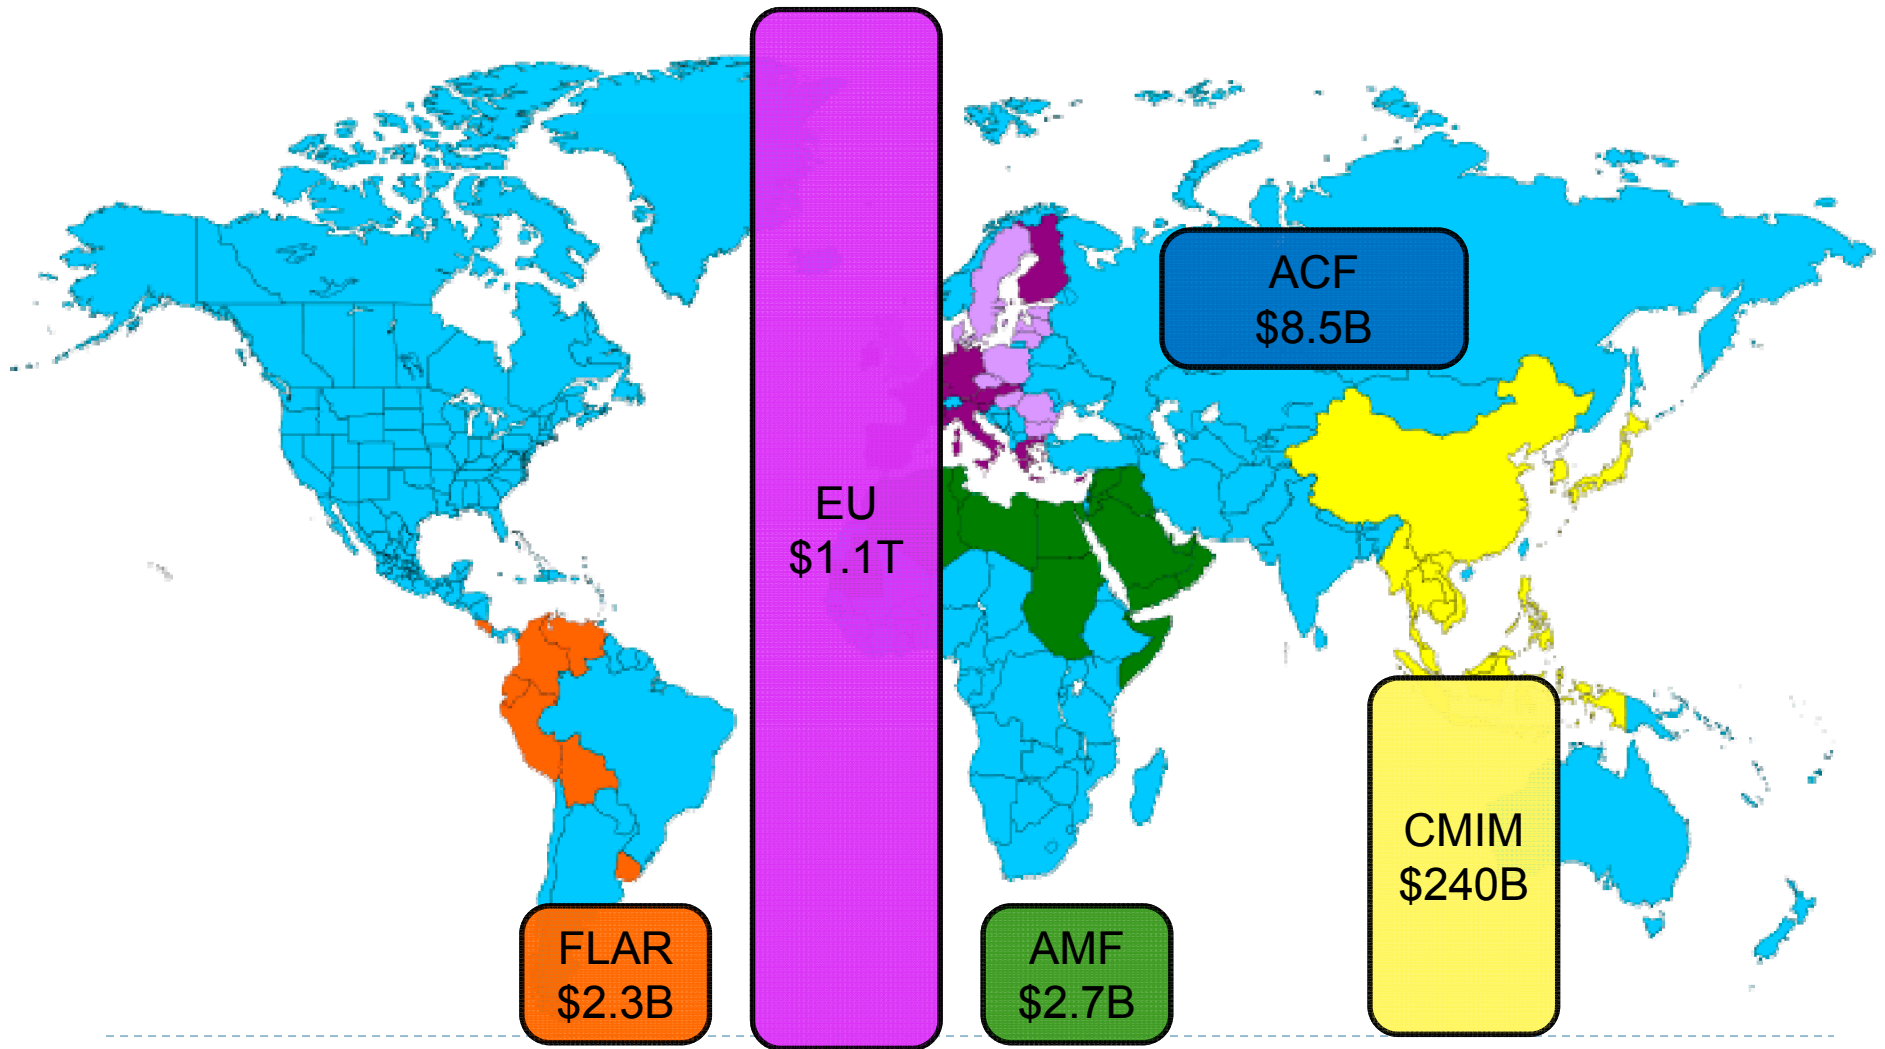 ACF
$8.5B
EU
$1.1T
CMIM
$240B
FLAR
$2.3B
AMF
$2.7B